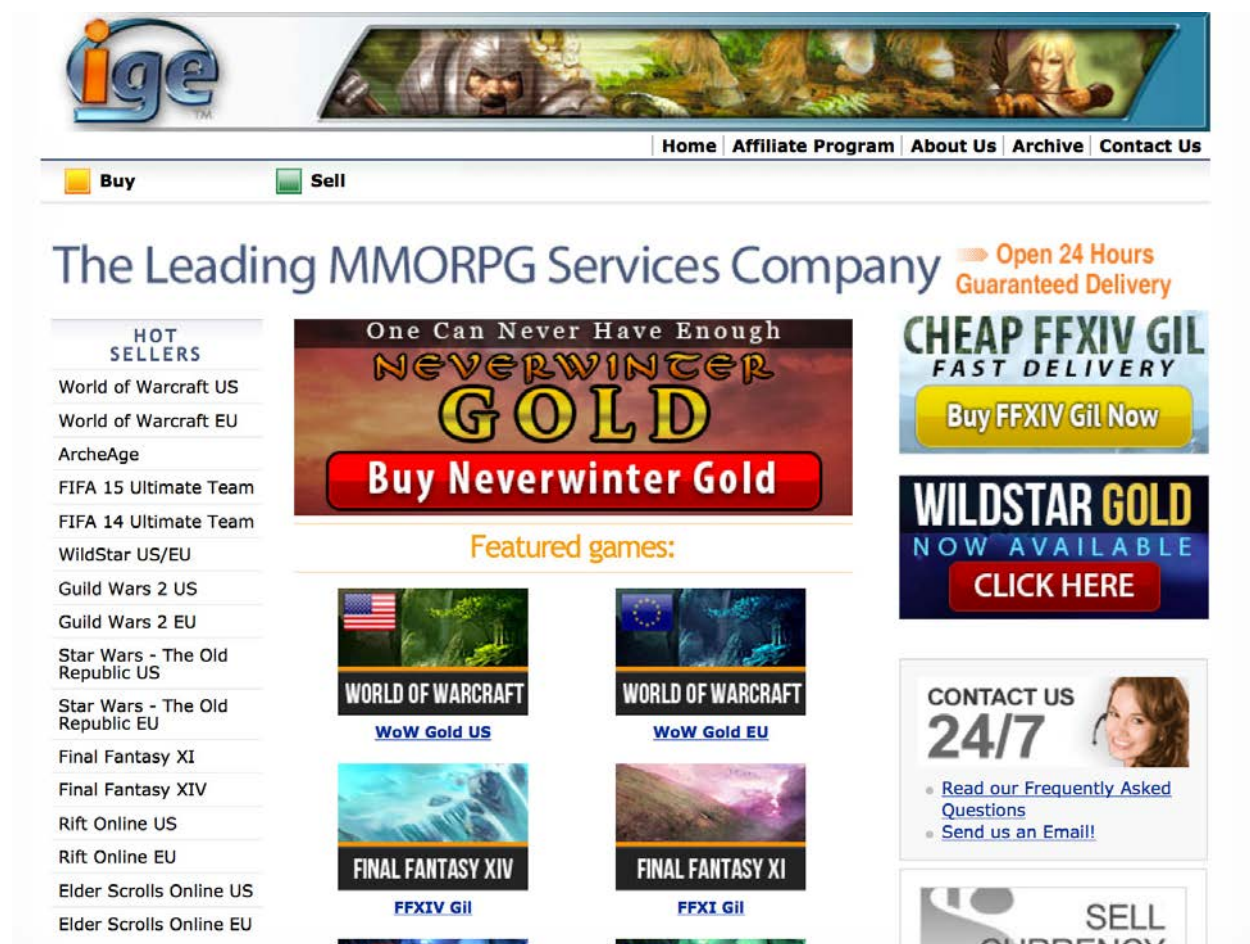 ige
TM
Home
Affiliate Program
About Us
Archive
Contact Us
Buy
Sell
The Leading MMORPG Services Company
Open 24 Hours
Guaranteed Delivery
HOT
SELLERS
World of Warcraft US
World of Warcraft EU
ArcheAge
FIFA 15 Ultimate Team
FIFA 14 Ultimate Team
WildStar US/EU
Guild Wars 2 US
Guild Wars 2 EU
Star Wars - The Old
Republic US
Star Wars - The Old
Republic EU
Final Fantasy XI
Final Fantasy XIV
Rift Online US
Rift Online EU
Elder Scrolls Online US
Elder Scrolls Online EU
One Can Never Have Enough
NEVERWINTER
GOLD
Buy Neverwinter Gold
Featured games:
WORLD OF WARCRAFT
WoW Gold US
WORLD OF WARCRAFT
WoW Gold EU
FINAL FANTASY XIV
FFXIV Gil
FINAL FANTASY XI
FFXI Gil
CHEAP FFXIV GIL
FAST DELIVERY
Buy FFXIV Gil Now
WILDSTAR GOLD
NOW AVAILABLE
CLICK HERE
CONTACT US
24/7
Read our Frequently Asked
Questions
Send us an Email!
SELL
CURRENCY